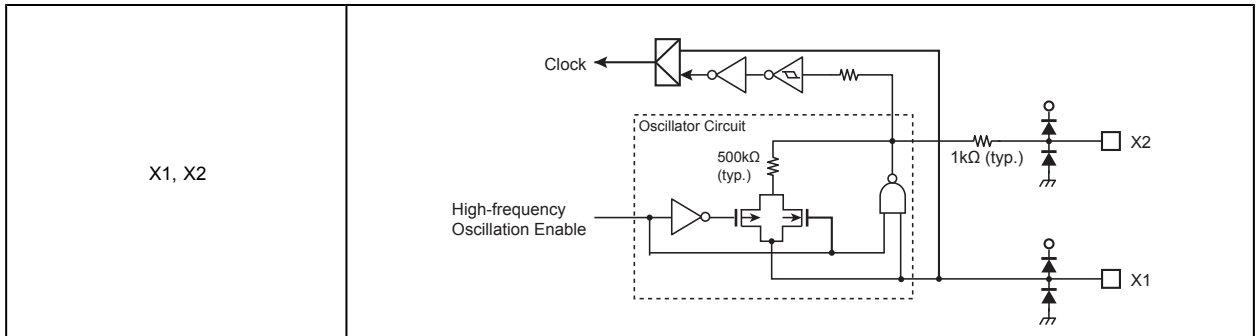 X1, X2
Clock
Oscillator Circuit
500kΩ
(typ.)
1kΩ (typ.)
X2
High-frequency
Oscillation Enable
X1